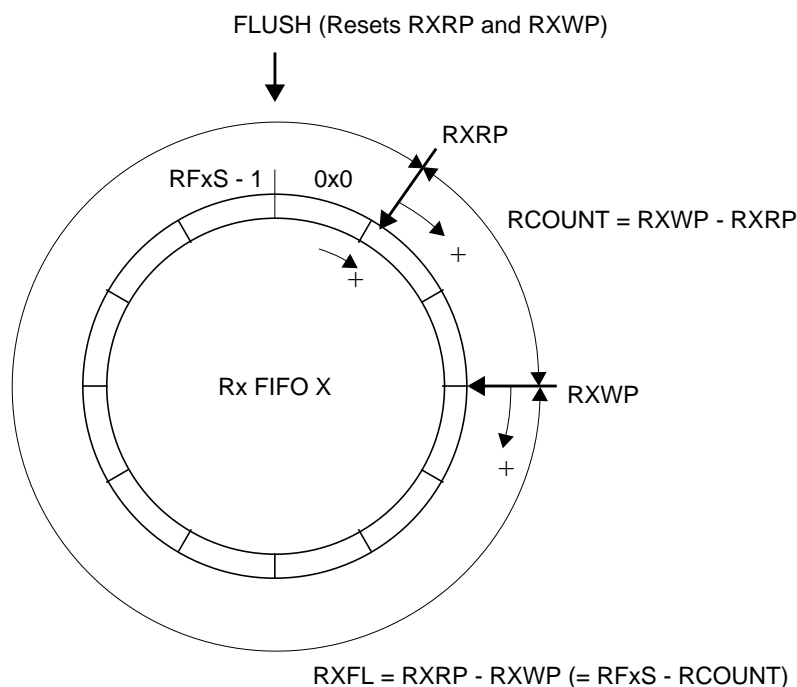 FLUSH (Resets RXRP and RXWP)
RXRP
RFxS - 1
0x0
RCOUNT = RXWP - RXRP
+
+
Rx FIFO X
RXWP
+
RXFL = RXRP - RXWP (= RFxS - RCOUNT)